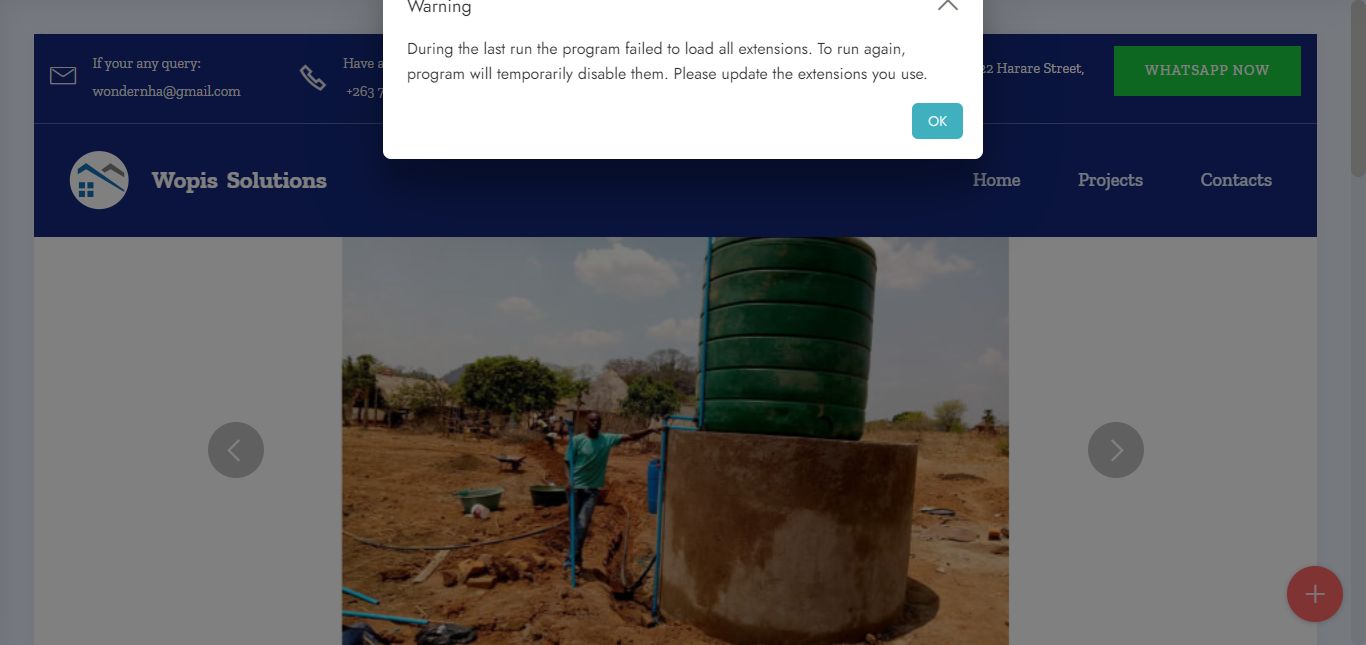 Warning
During the last run the program failed to load all extensions. To run again,
program will temporarily disable them. Please update the extensions you use.
OK
If your any query:
wondernha@gmail.com
Have a
+263 7
22 Harare Street,
WHATSAPP NOW
Wopis Solutions
Home
Projects
Contacts